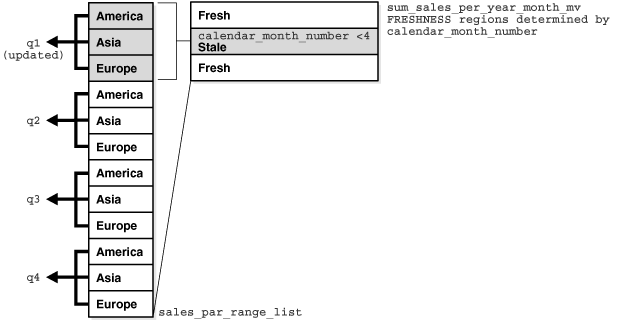 America
Asia
Europe
q1
(updated)
America
Asia
Europe
q2
America
Asia
Europe
q3
America
Asia
Europe
q4
sales_par_range_list
Fresh
calendar_month_number <4
Stale
Fresh
sum_sales_per_year_month_mv
FRESHNESS regions determined by
calendar_month_number